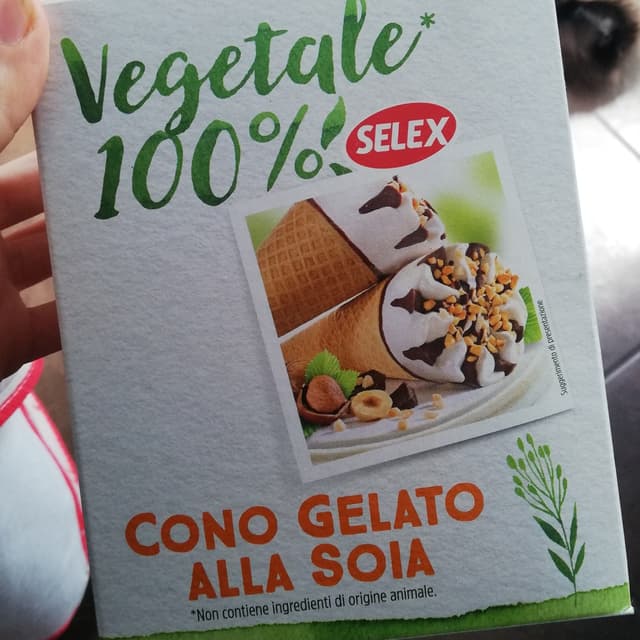 Vegetale*
100%
SELEX
Suggerimento di presentazione
CONO GELATO
ALLA SOIA
*Non contiene ingredienti di origine animale.